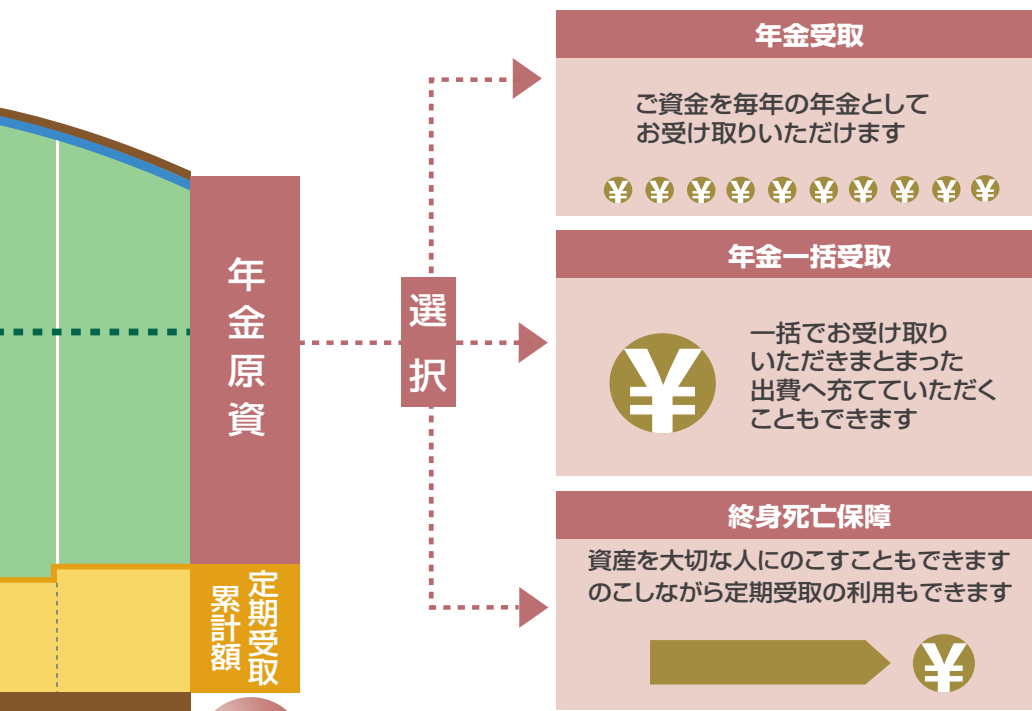 年金原資
定期受取
累計額
選択
年金受取
ご資金を毎年の年金として
お受け取りいただけます
¥ ¥ ¥ ¥ ¥ ¥ ¥ ¥ ¥ ¥
年金一括受取
¥
一括でお受け取り
いただきまとまった
出費へ充てていただく
こともできます
終身死亡保障
資産を大切な人にのこすこともできます
のこしながら定期受取の利用もできます
¥